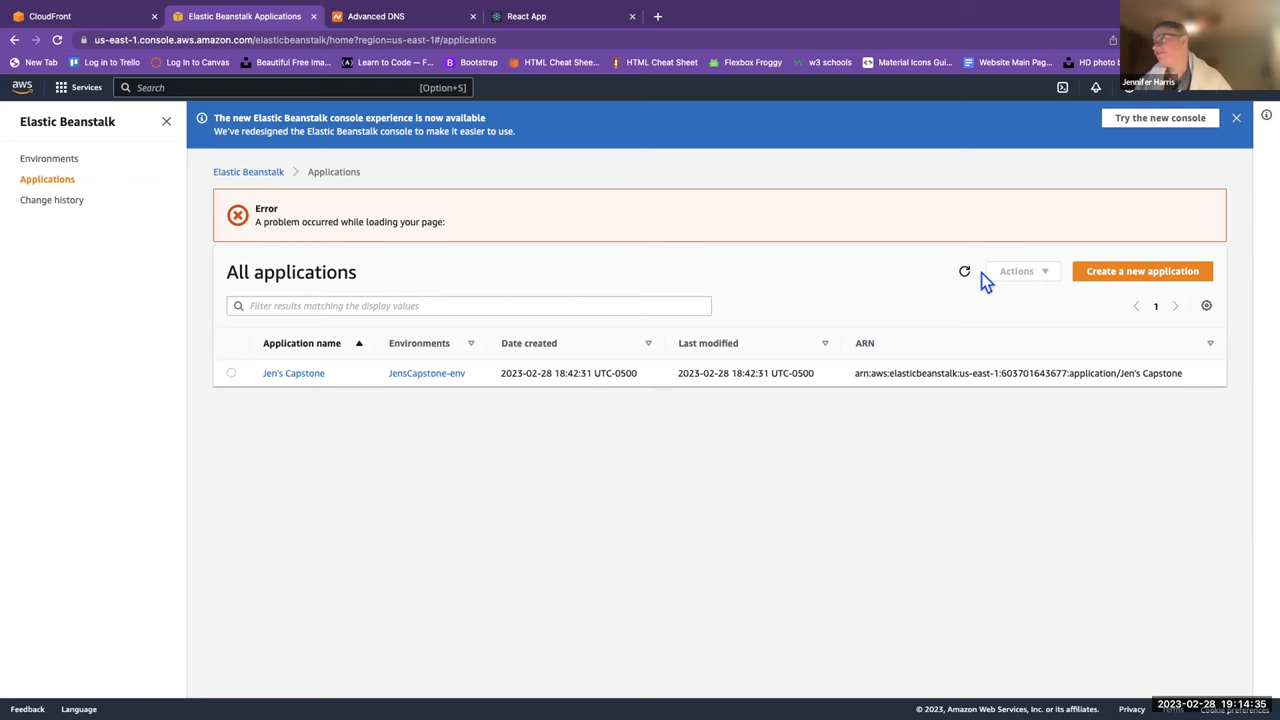 CloudFront
Elastic Beanstalk Applications
Advanced DNS
React App
us-east-1.console.aws.amazon.com/elasticbeanstalk/home?region=us-east-1#/applications
New Tab
Log in to Trello
Log In to Canvas
Beautiful Free Ima...
Learn to Code — F...
Bootstrap
HTML Cheat Shee...
HTML Cheat Sheet
Flexbox Froggy
w3 schools
Material Icons Gui...
Website Main Pag...
HD photo b
Jennifer Harris
aws
Services
Search
[Option+S]
Elastic Beanstalk
Environments
Applications
Change history
The new Elastic Beanstalk console experience is now available
We've redesigned the Elastic Beanstalk console to make it easier to use.
Try the new console
Elastic Beanstalk
Applications
Error
A problem occurred while loading your page:
All applications
Actions
Create a new application
Filter results matching the display values
1
Application name
Environments
Date created
Last modified
ARN
Jen's Capstone
JensCapstone-env
2023-02-28 18:42:31 UTC-0500
2023-02-28 18:42:31 UTC-0500
arn:aws:elasticbeanstalk:us-east-1:603701643677:application/Jen's Capstone
Feedback
Language
© 2023, Amazon Web Services, Inc. or its affiliates.
Privacy
2023-02-28 19:14:35